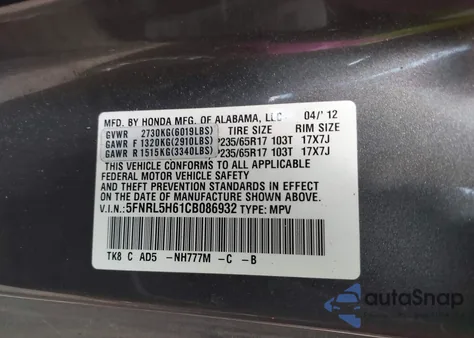 MFD. BY HONDA MFG. OF ALABAMA, LLC 04/'12
GVWR 2730KG(6019LBS) TIRE SIZE RIM SIZE
GAWR F 1320KG(2910LBS) P235/65R17 103T 17X7J
GAWR R 1515KG(3340LBS) P235/65R17 103T 17X7J
THIS VEHICLE CONFORMS TO ALL APPLICABLE
FEDERAL MOTOR VEHICLE SAFETY STANDARDS IN EFFECT
ON THE DATE OF MANUFACTURE SHOWN ABOVE.
V.I.N.: 5FNRL5H61CB086932 TYPE: MPV
TK8 C AD5 -NH777M -C -B
autoSnap